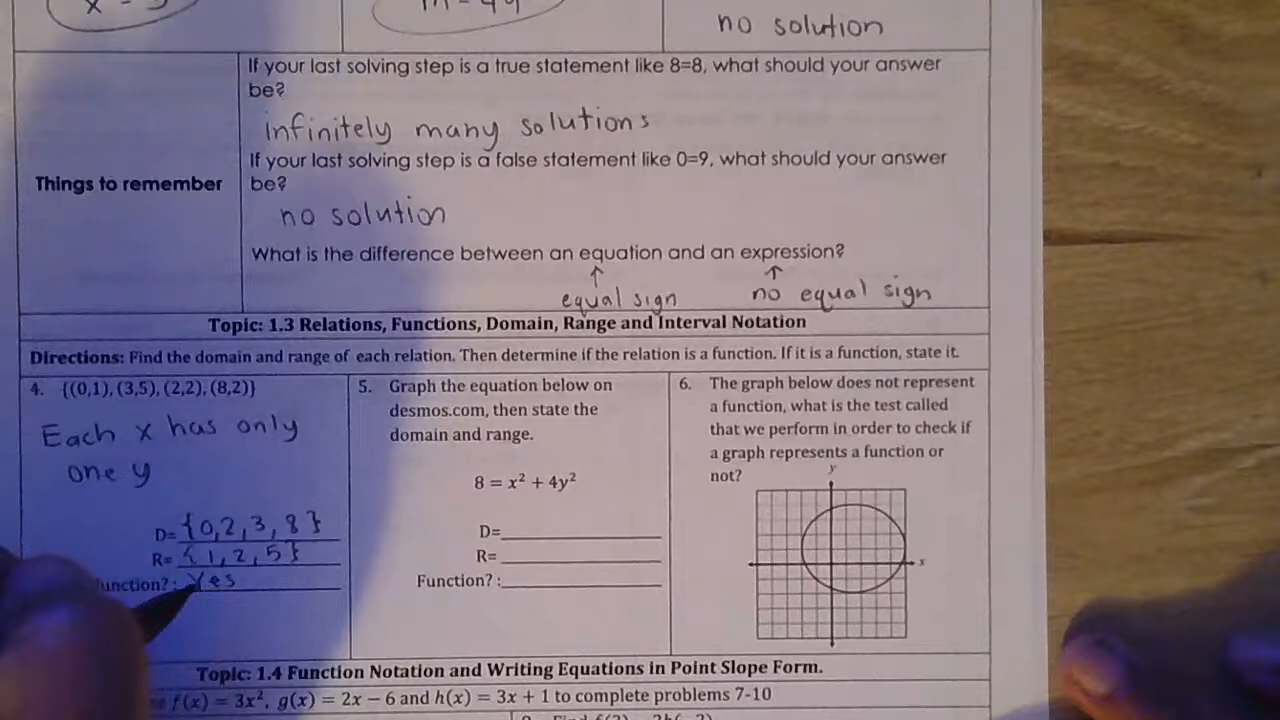 no solution
If your last solving step is a true statement like 8=8, what should your answer
be?
infinitely many solutions
If your last solving step is a false statement like 0=9, what should your answer
be?
Things to remember
no solution
What is the difference between an equation and an expression?
↑ ↑
equal sign no equal sign
Topic: 1.3 Relations, Functions, Domain, Range and Interval Notation
Directions: Find the domain and range of each relation. Then determine if the relation is a function. If it is a function, state it.
4. {(0,1), (3,5), (2,2), (8,2)}
Each x has only
one y
D= {0,2,3,8}
R= {1,2,5}
Function? : Yes
5. Graph the equation below on
desmos.com, then state the
domain and range.
8 = x² + 4y²
D=
R=
Function? :
6. The graph below does not represent
a function, what is the test called
that we perform in order to check if
a graph represents a function or
not?
y
x
Topic: 1.4 Function Notation and Writing Equations in Point Slope Form.
f(x) = 3x², g(x) = 2x − 6 and h(x) = 3x + 1 to complete problems 7-10